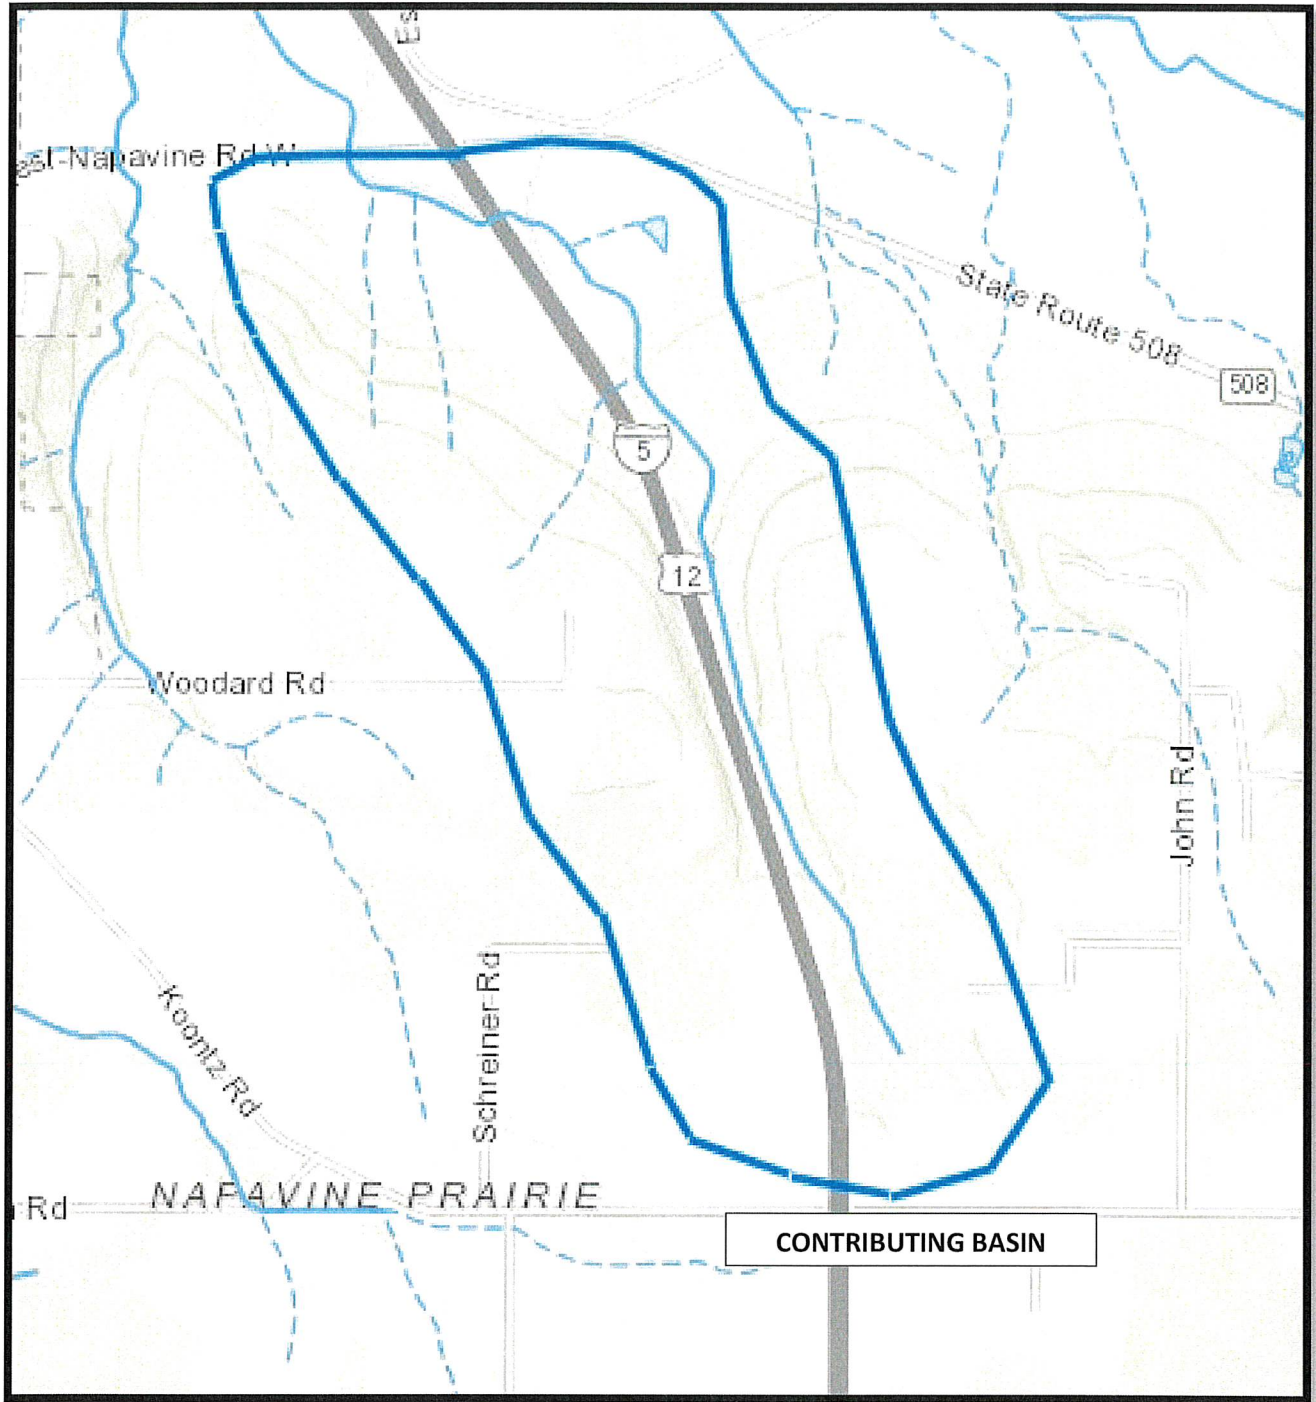 Napavine Rd W
State Route 508
508
5
12
Woodard Rd
John Rd
Schreiner Rd
Koontz Rd
NAPAVINE PRAIRIE
Rd
CONTRIBUTING BASIN